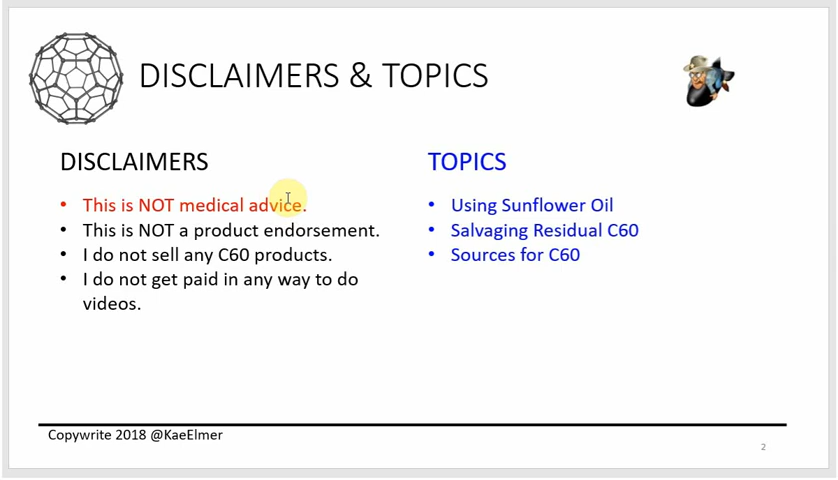 DISCLAIMERS & TOPICS
DISCLAIMERS
• This is NOT medical advice.
• This is NOT a product endorsement.
• I do not sell any C60 products.
• I do not get paid in any way to do
videos.
TOPICS
• Using Sunflower Oil
• Salvaging Residual C60
• Sources for C60
Copywrite 2018 @KaeElmer
2